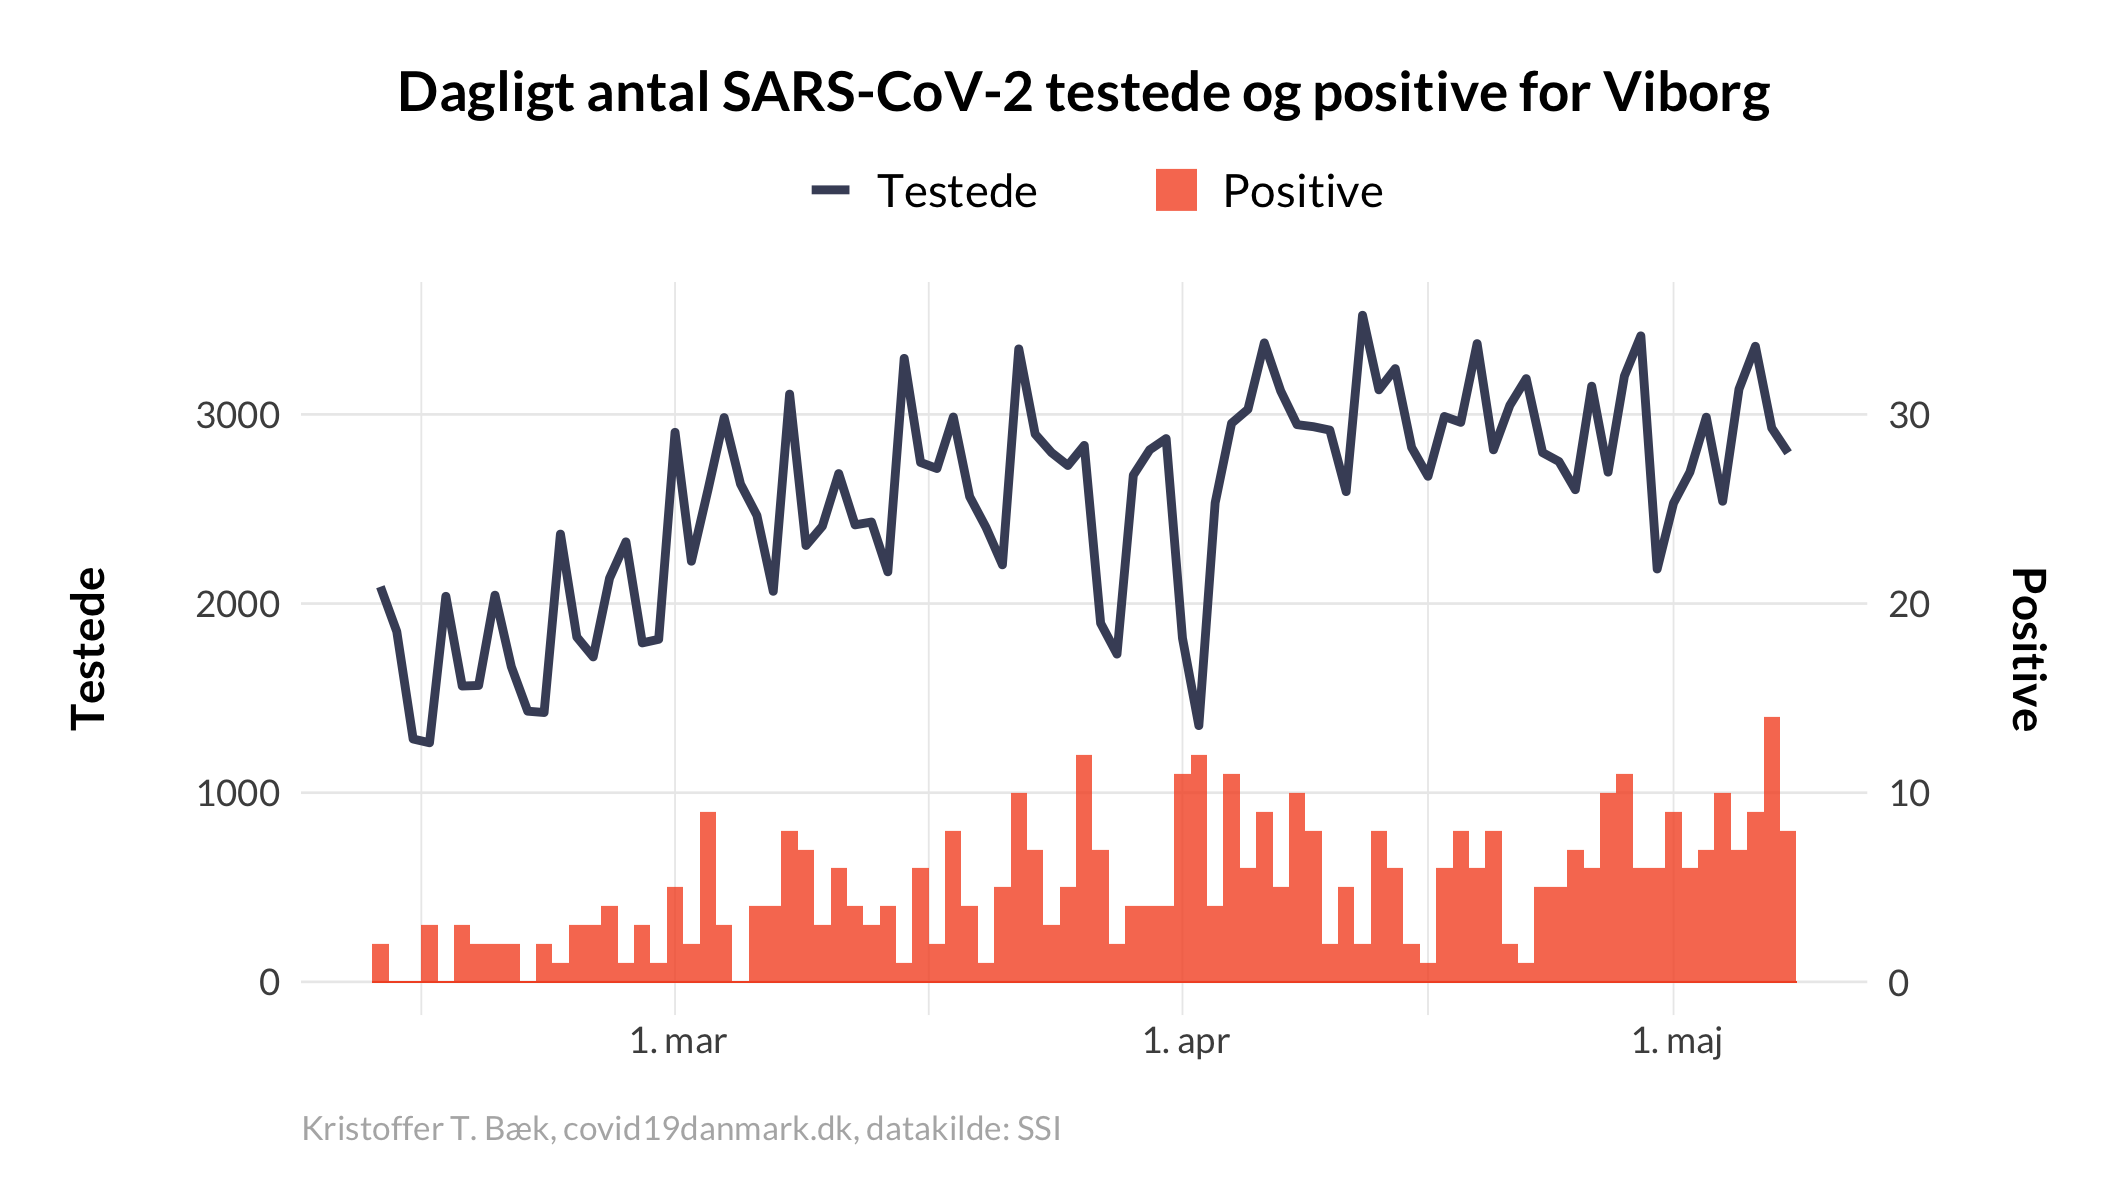 Dagligt antal SARS-CoV-2 testede og positive for Viborg
Testede
Positive
3000
2000
1000
0
30
20
10
0
Testede
Positive
1. mar
1. apr
1. maj
Kristoffer T. Bæk, covid19danmark.dk, datakilde: SSI